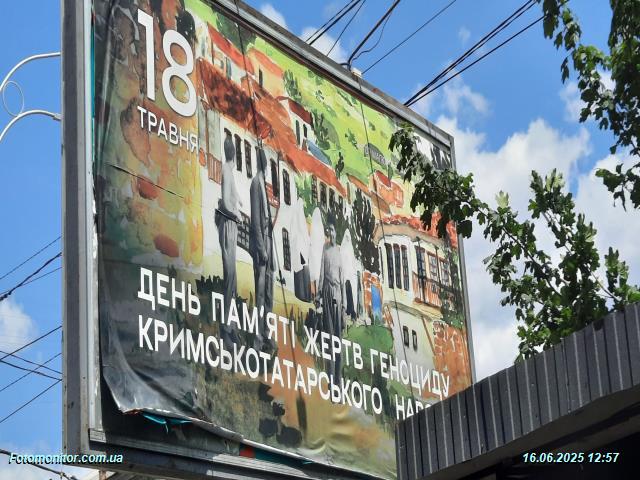 18
ТРАВНЯ
ДЕНЬ ПАМ'ЯТІ ЖЕРТВ ГЕНОЦИДУ
КРИМСЬКОТАТАРСЬКОГО
Fotomonitor.com.ua
16.06.2025 12:57